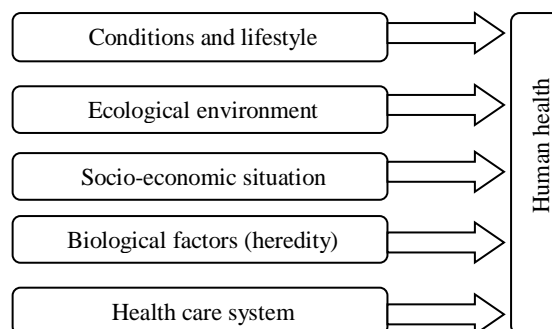 Conditions and lifestyle
Ecological environment
Socio-economic situation
Biological factors (heredity)
Health care system
Human health